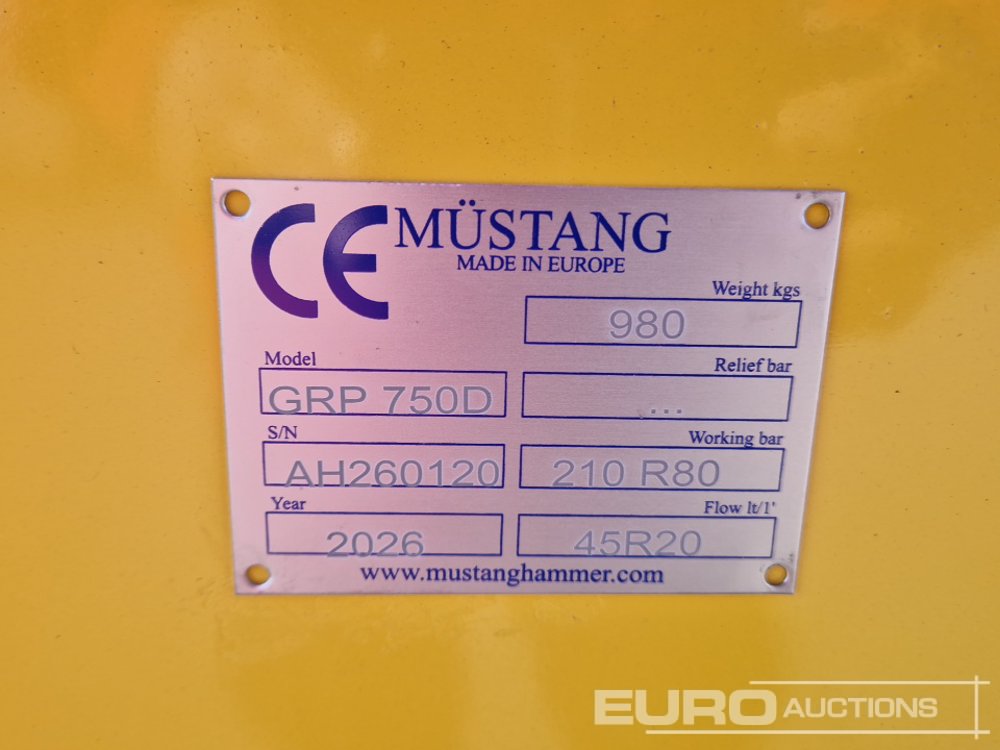 CE MÜSTANG
MADE IN EUROPE
Weight kgs
980
Model
GRP 750D
Relief bar
...
S/N
AH260120
Working bar
210 R80
Year
2026
Flow lt/1'
45R20
www.mustanghammer.com
EURO AUCTIONS